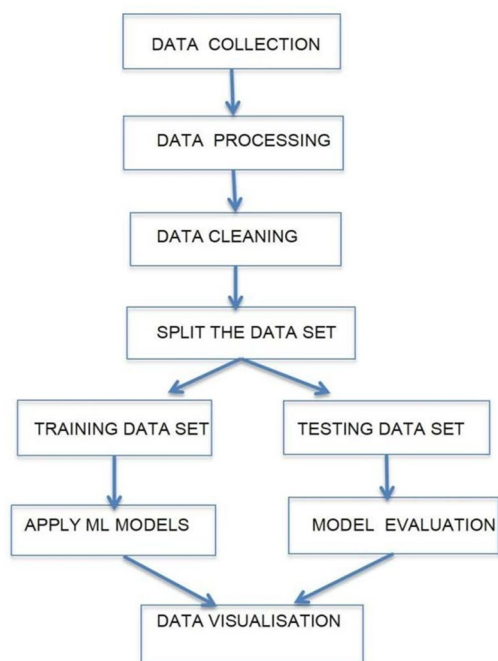 DATA COLLECTION
DATA PROCESSING
DATA CLEANING
SPLIT THE DATA SET
TRAINING DATA SET
TESTING DATA SET
APPLY ML MODELS
MODEL EVALUATION
DATA VISUALISATION